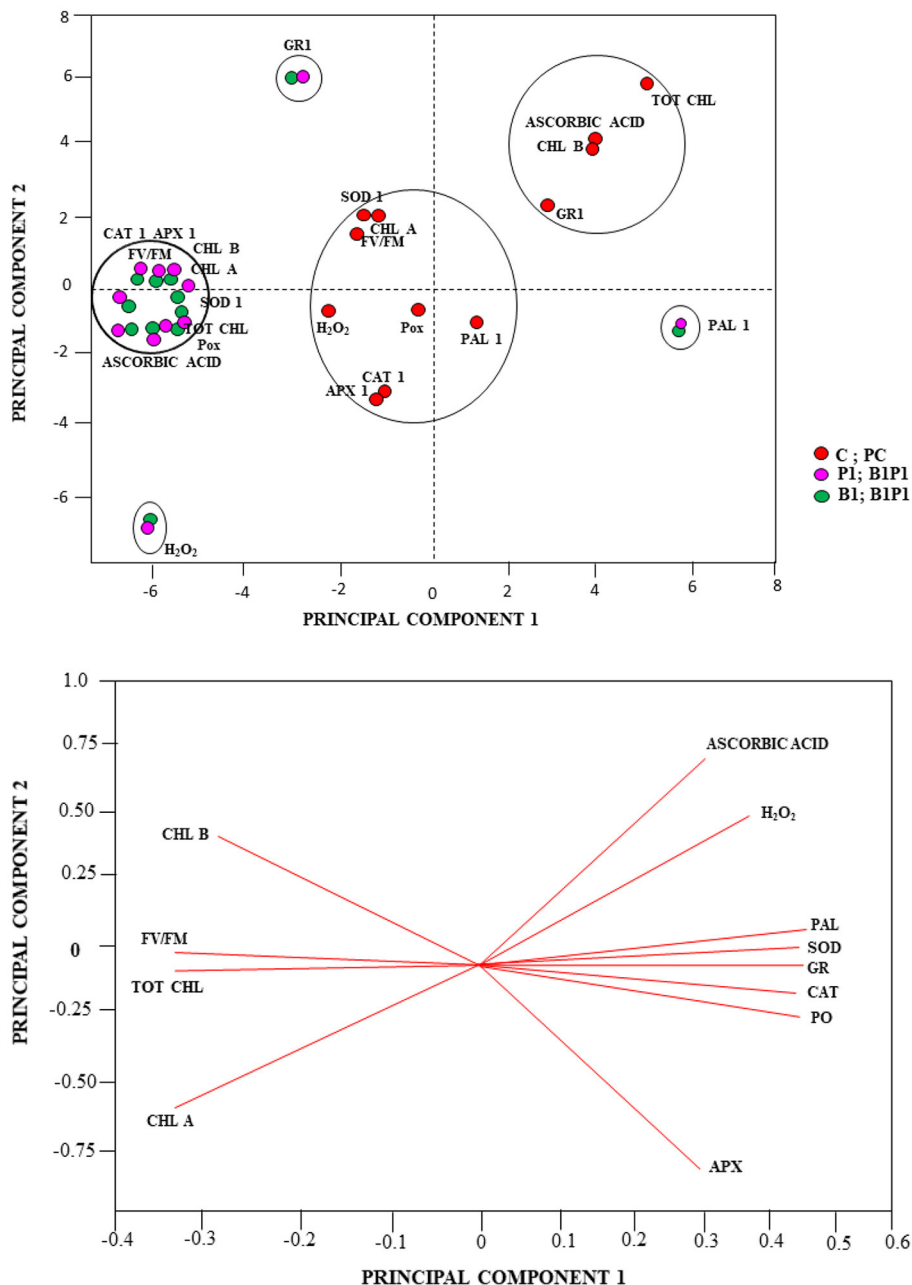 8
6
4
2
0
-2
-4
-6
PRINCIPAL COMPONENT 2
GR1
TOT CHL
ASCORBIC ACID
CHL B
GR1
SOD 1
CHL A
FV/FM
H₂O₂
Pox
PAL 1
CAT 1
APX 1
CAT 1 APX 1
CHL B
FV/FM
CHL A
SOD 1
TOT CHL
Pox
ASCORBIC ACID
PAL 1
H₂O₂
C ; PC
P1; B1P1
B1; B1P1
-6 -4 -2 0 2 4 6 8
PRINCIPAL COMPONENT 1
1.0
0.75
0.50
0.25
0
-0.25
-0.50
-0.75
PRINCIPAL COMPONENT 2
ASCORBIC ACID
H₂O₂
CHL B
PAL
FV/FM
SOD
GR
TOT CHL
CAT
PO
CHL A
APX
-0.4 -0.3 -0.2 -0.1 0 0.1 0.2 0.3 0.4 0.5 0.6
PRINCIPAL COMPONENT 1